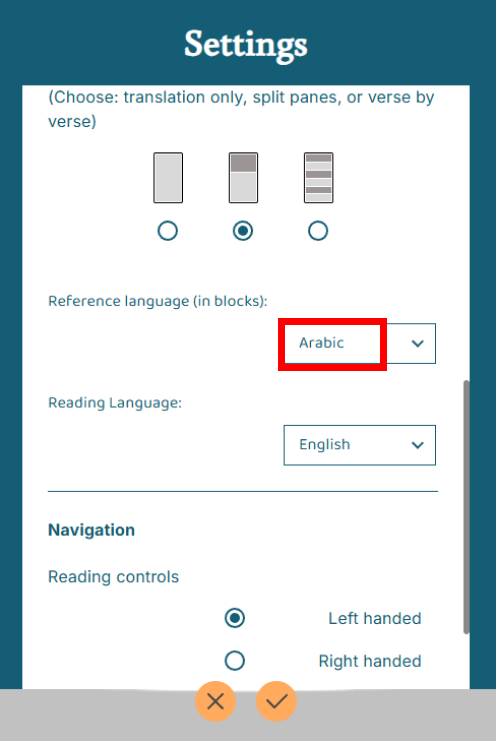 Settings
(Choose: translation only, split panes, or verse by
verse)
Reference language (in blocks):
Arabic
Reading Language:
English
Navigation
Reading controls
Left handed
Right handed